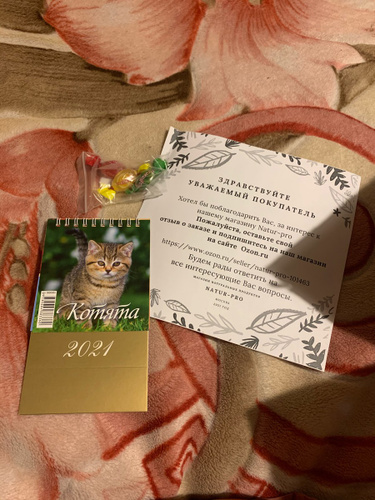 ЗДРАВСТВУЙТЕ
УВАЖАЕМЫЙ ПОКУПАТЕЛЬ
Хотел бы поблагодарить Вас, за интерес к
нашему магазину Natur-pro
Пожалуйста, оставьте свой
отзыв о заказе и подпишитесь на наш магазин
на сайте Ozon.ru
Будем рады ответить на
все интересующие Вас вопросы.
NATUR-PRO
Котята
2021